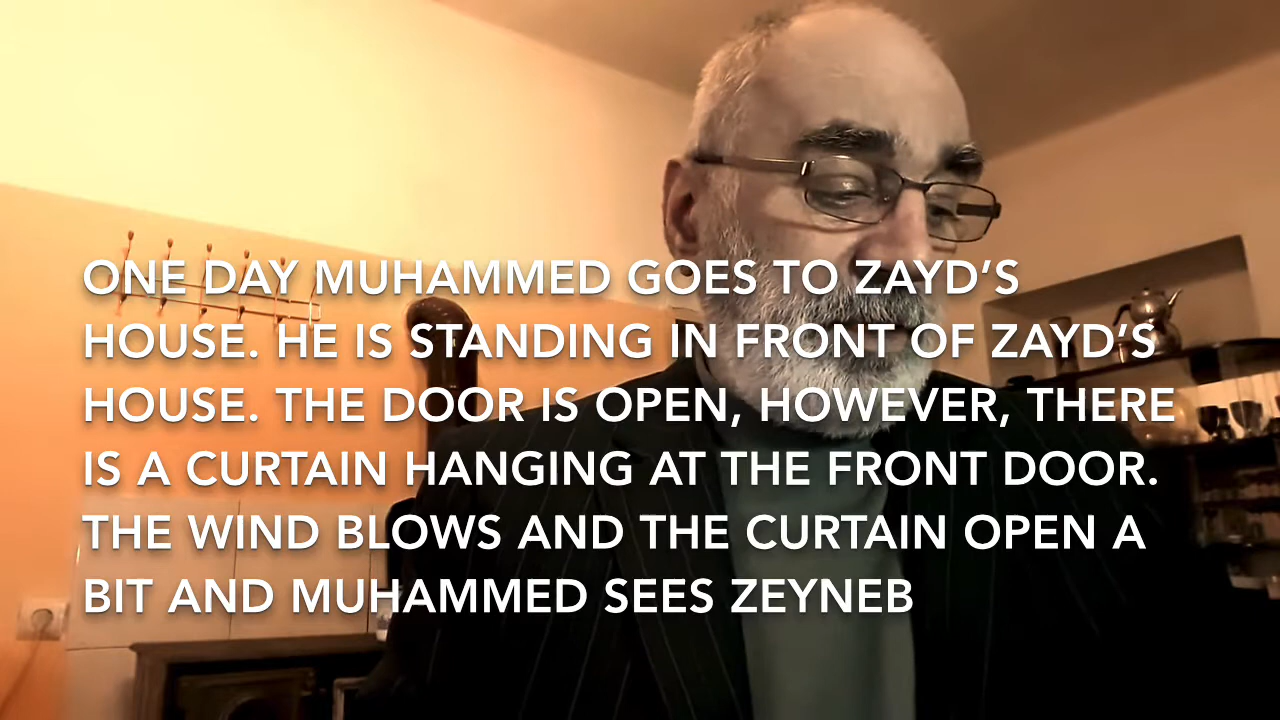 ONE DAY MUHAMMED GOES TO ZAYD’S
HOUSE. HE IS STANDING IN FRONT OF ZAYD’S
HOUSE. THE DOOR IS OPEN, HOWEVER, THERE
IS A CURTAIN HANGING AT THE FRONT DOOR.
THE WIND BLOWS AND THE CURTAIN OPEN A
BIT AND MUHAMMED SEES ZEYNEB